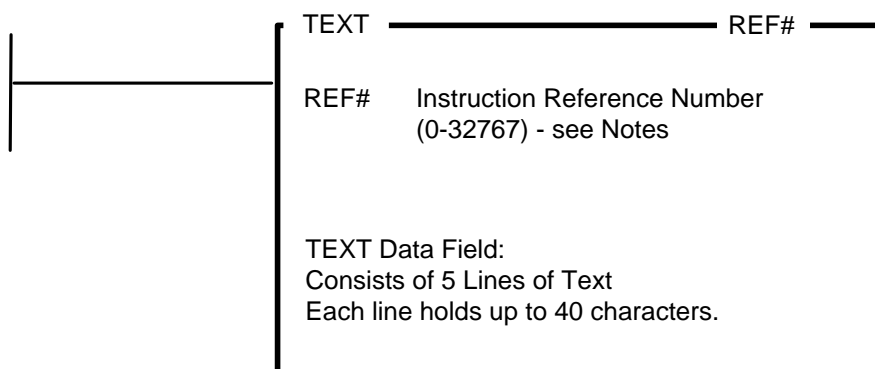 TEXT REF#
REF# Instruction Reference Number
(0-32767) - see Notes
TEXT Data Field:
Consists of 5 Lines of Text
Each line holds up to 40 characters.